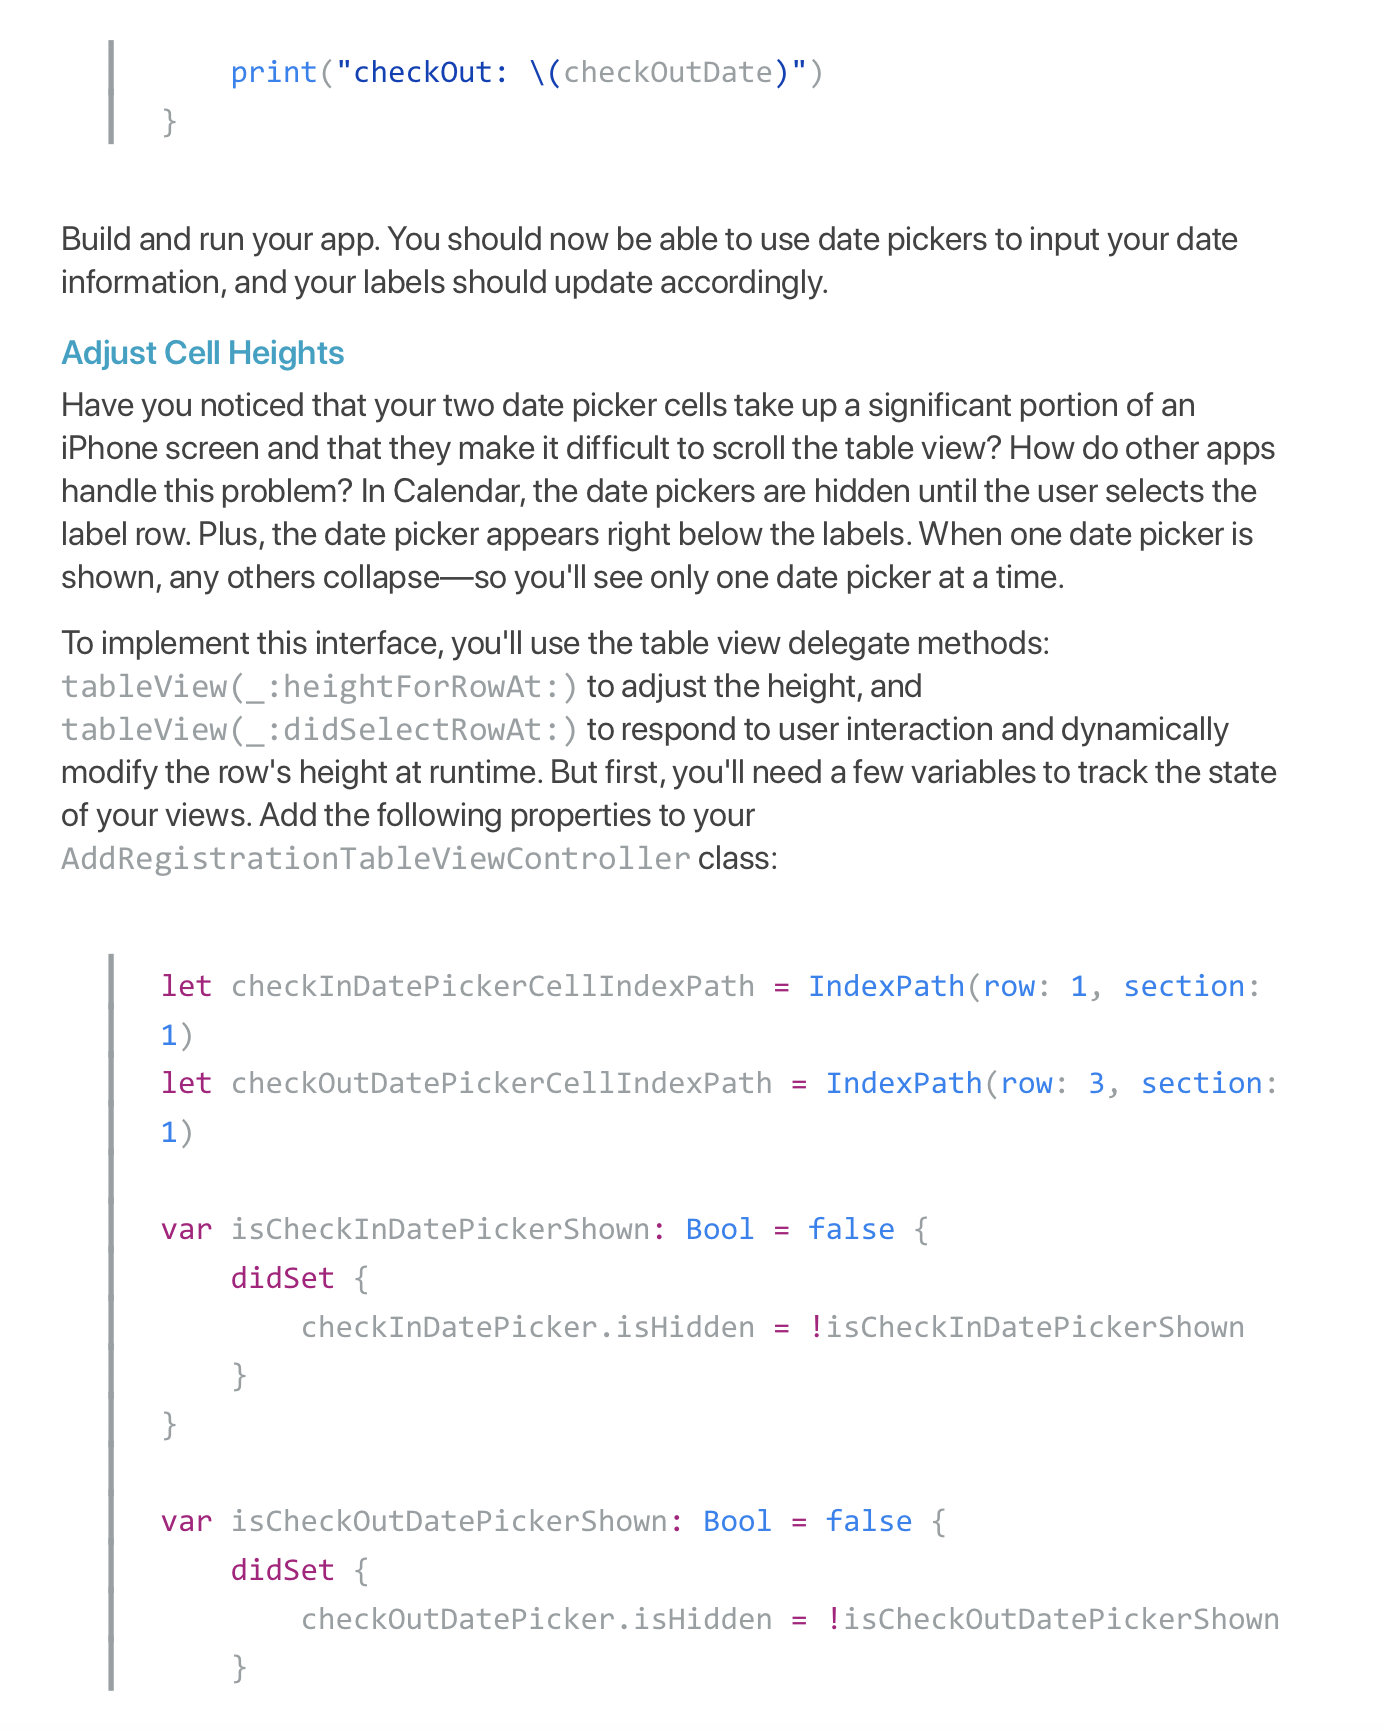 print("checkOut: \(checkOutDate)")
}
Build and run your app. You should now be able to use date pickers to input your date
information, and your labels should update accordingly.
Adjust Cell Heights
Have you noticed that your two date picker cells take up a significant portion of an
iPhone screen and that they make it difficult to scroll the table view? How do other apps
handle this problem? In Calendar, the date pickers are hidden until the user selects the
label row. Plus, the date picker appears right below the labels. When one date picker is
shown, any others collapse—so you'll see only one date picker at a time.
To implement this interface, you'll use the table view delegate methods:
tableView(_:heightForRowAt:) to adjust the height, and
tableView(_:didSelectRowAt:) to respond to user interaction and dynamically
modify the row's height at runtime. But first, you'll need a few variables to track the state
of your views. Add the following properties to your
AddRegistrationTableViewController class:
let checkInDatePickerCellIndexPath = IndexPath(row: 1, section:
1)
let checkOutDatePickerCellIndexPath = IndexPath(row: 3, section:
1)
var isCheckInDatePickerShown: Bool = false {
    didSet {
        checkInDatePicker.isHidden = !isCheckInDatePickerShown
    }
}
var isCheckOutDatePickerShown: Bool = false {
    didSet {
        checkOutDatePicker.isHidden = !isCheckOutDatePickerShown
    }